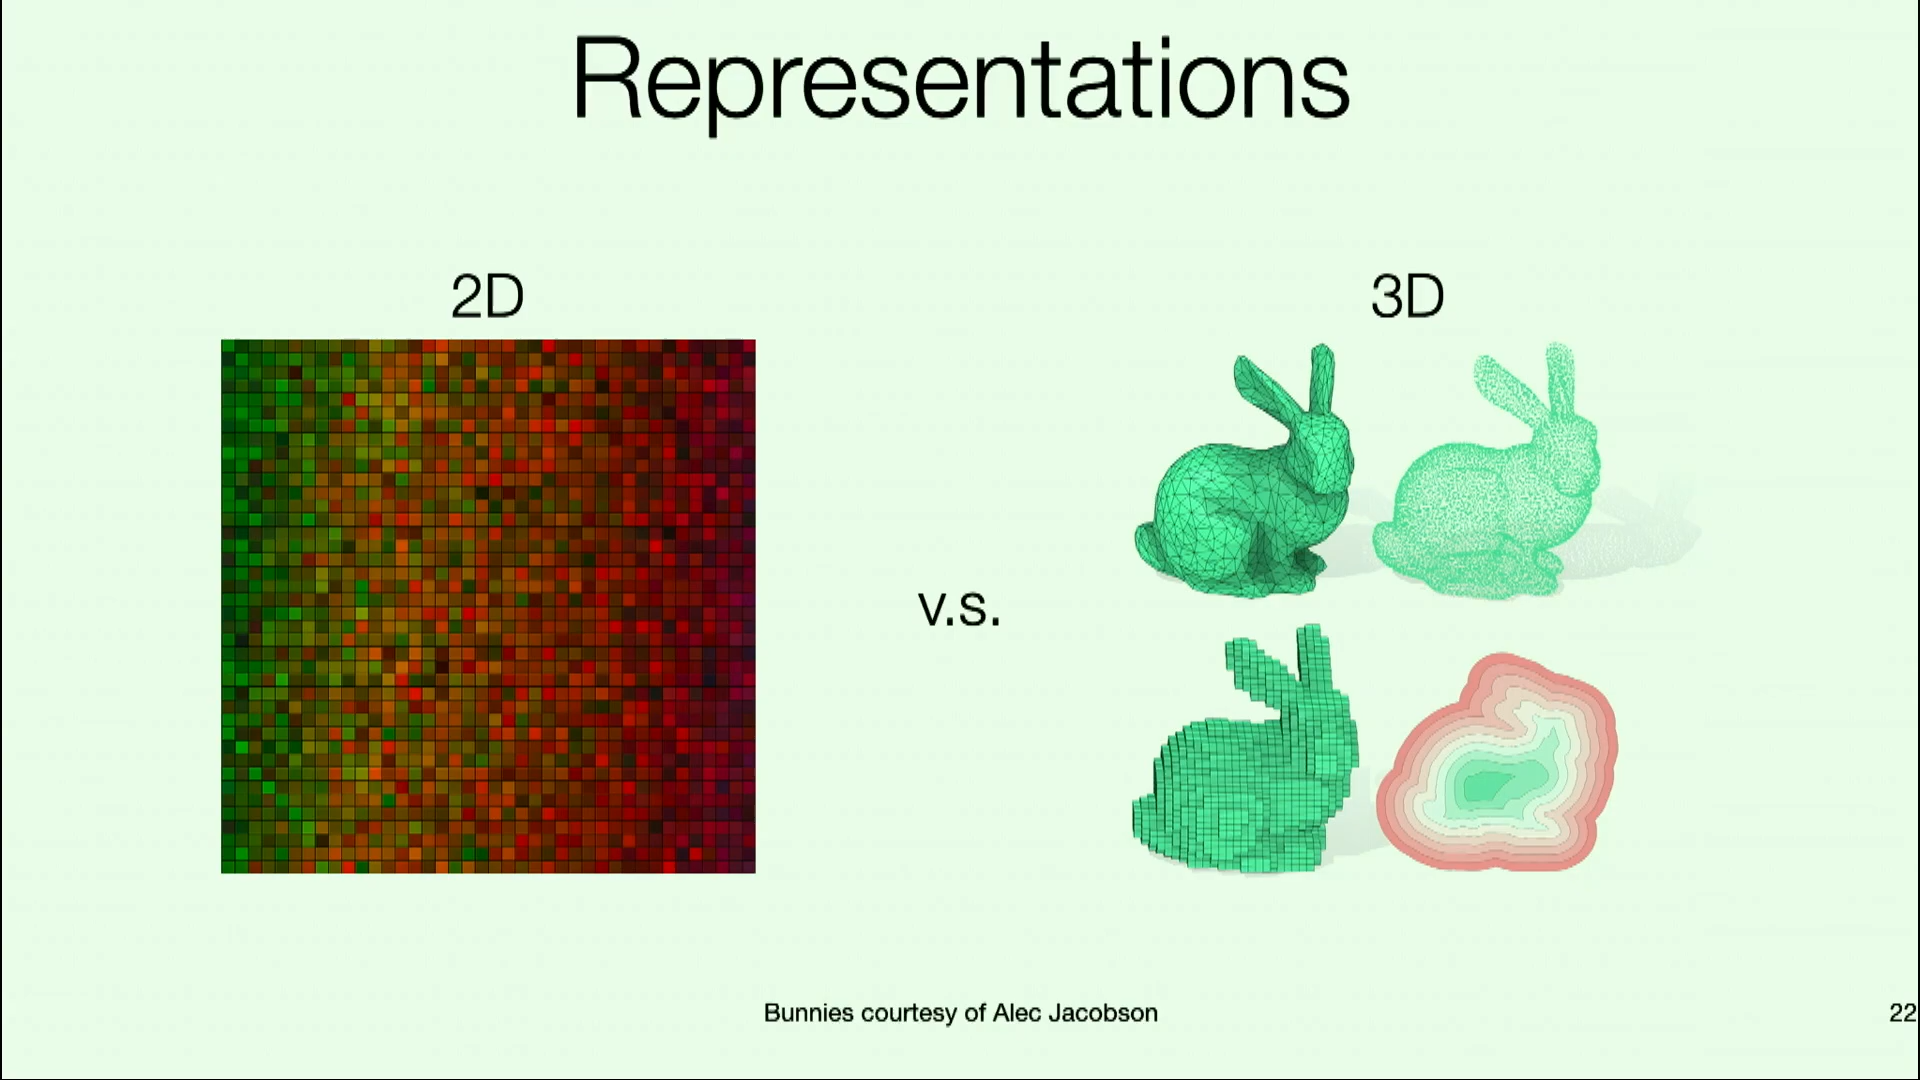 Representations
2D
3D
v.s.
Bunnies courtesy of Alec Jacobson
22